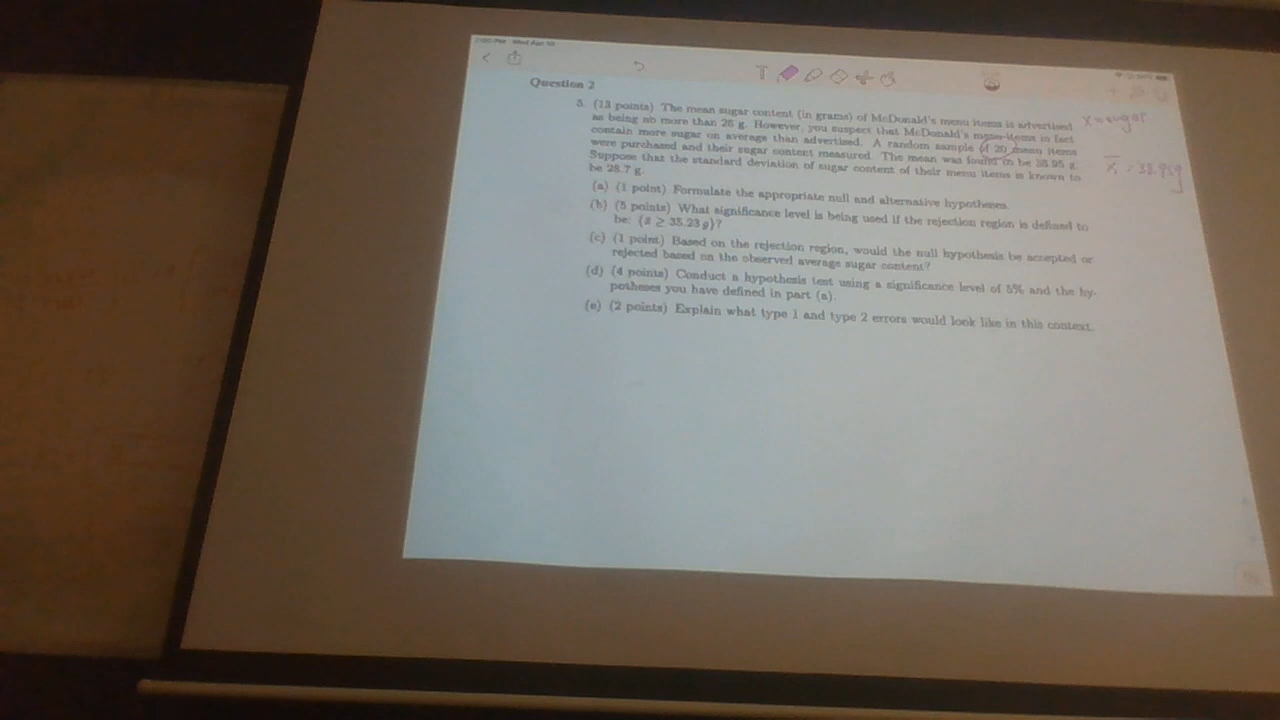 Wed Apr 10
Question 2
x = sugar
5. (13 points) The mean sugar content (in grams) of McDonald's menu items is advertised
as being no more than 26 g. However, you suspect that McDonald's menu items in fact
contain more sugar on average than advertised. A random sample of 20 menu items
were purchased and their sugar content measured. The mean was found to be 38.95 g.
x̄ = 38.95g
Suppose that the standard deviation of sugar content of their menu items is known to
be 28.7 g.
(a) (1 point) Formulate the appropriate null and alternative hypotheses.
(b) (5 points) What significance level is being used if the rejection region is defined to
be: (x̄ ≥ 35.23 g)?
(c) (1 point) Based on the rejection region, would the null hypothesis be accepted or
rejected based on the observed average sugar content?
(d) (4 points) Conduct a hypothesis test using a significance level of 5% and the hy-
potheses you have defined in part (a).
(e) (2 points) Explain what type 1 and type 2 errors would look like in this context.